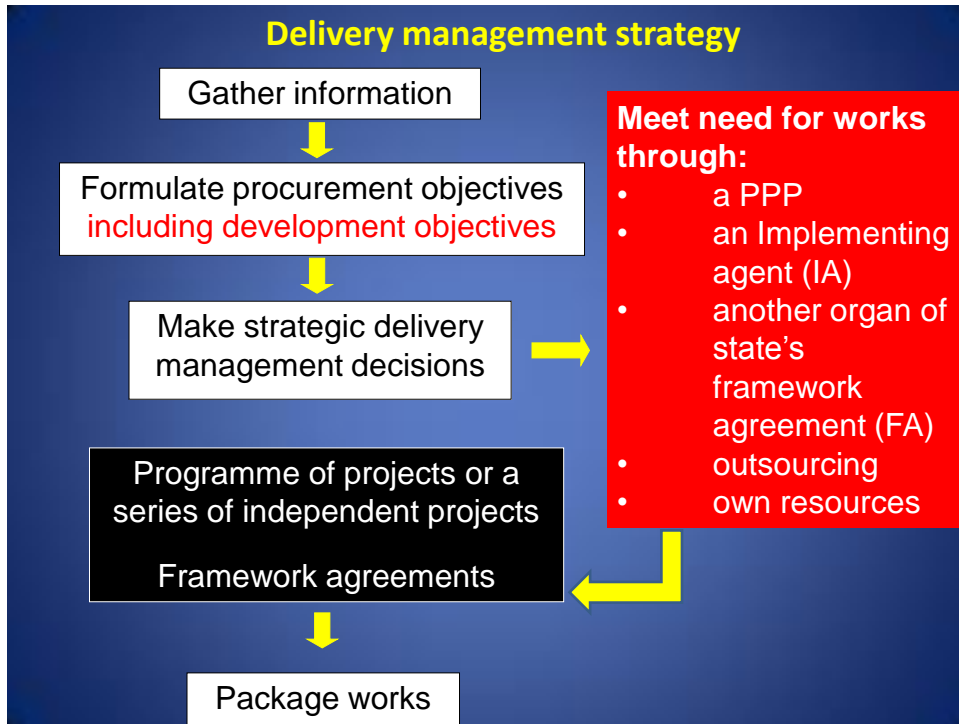 Delivery management strategy
Gather information
Formulate procurement objectives
including development objectives
Make strategic delivery
management decisions
Meet need for works
through:
• a PPP
• an Implementing
agent (IA)
• another organ of
state’s
framework
agreement (FA)
• outsourcing
• own resources
Programme of projects or a
series of independent projects
Framework agreements
Package works